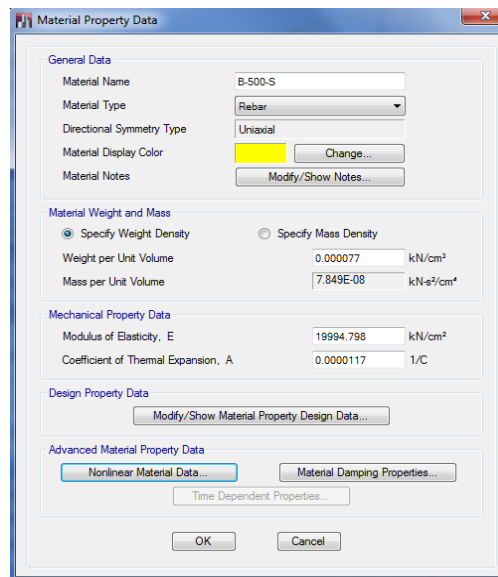 Material Property Data
General Data
Material Name B-500-S
Material Type Rebar
Directional Symmetry Type Uniaxial
Material Display Color Change...
Material Notes Modify/Show Notes...
Material Weight and Mass
Specify Weight Density Specify Mass Density
Weight per Unit Volume 0.000077 kN/cm³
Mass per Unit Volume 7.849E-08 kN-s²/cm⁴
Mechanical Property Data
Modulus of Elasticity, E 19994.798 kN/cm²
Coefficient of Thermal Expansion, A 0.0000117 1/C
Design Property Data
Modify/Show Material Property Design Data...
Advanced Material Property Data
Nonlinear Material Data... Material Damping Properties...
Time Dependent Properties...
OK Cancel